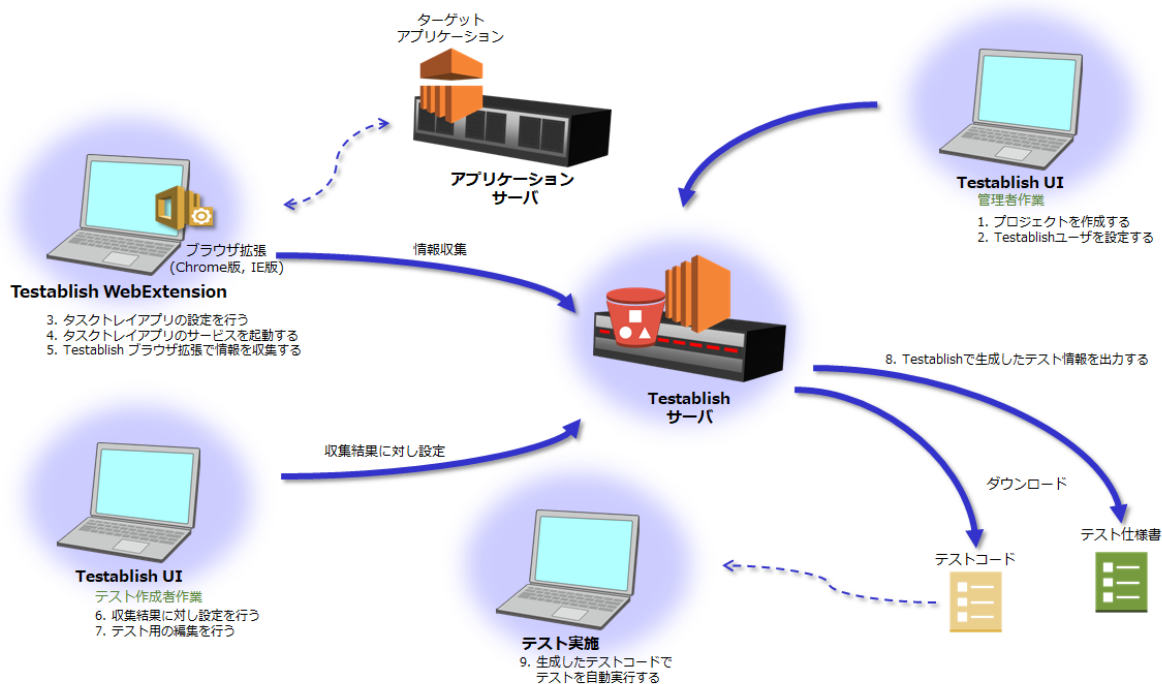 ターゲット
アプリケーション
アプリケーション
サーバ
Testablish UI
管理者作業
1. プロジェクトを作成する
2. Testablishユーザを設定する
ブラウザ拡張
(Chrome版, IE版)
Testablish WebExtension
3. タスクトレイアプリの設定を行う
4. タスクトレイアプリのサービスを起動する
5. Testablish ブラウザ拡張で情報を収集する
情報収集
Testablish
サーバ
8. Testablishで生成したテスト情報を出力する
収集結果に対し設定
ダウンロード
テスト仕様書
テストコード
Testablish UI
テスト作成者作業
6. 収集結果に対し設定を行う
7. テスト用の編集を行う
テスト実施
9. 生成したテストコードで
テストを自動実行する